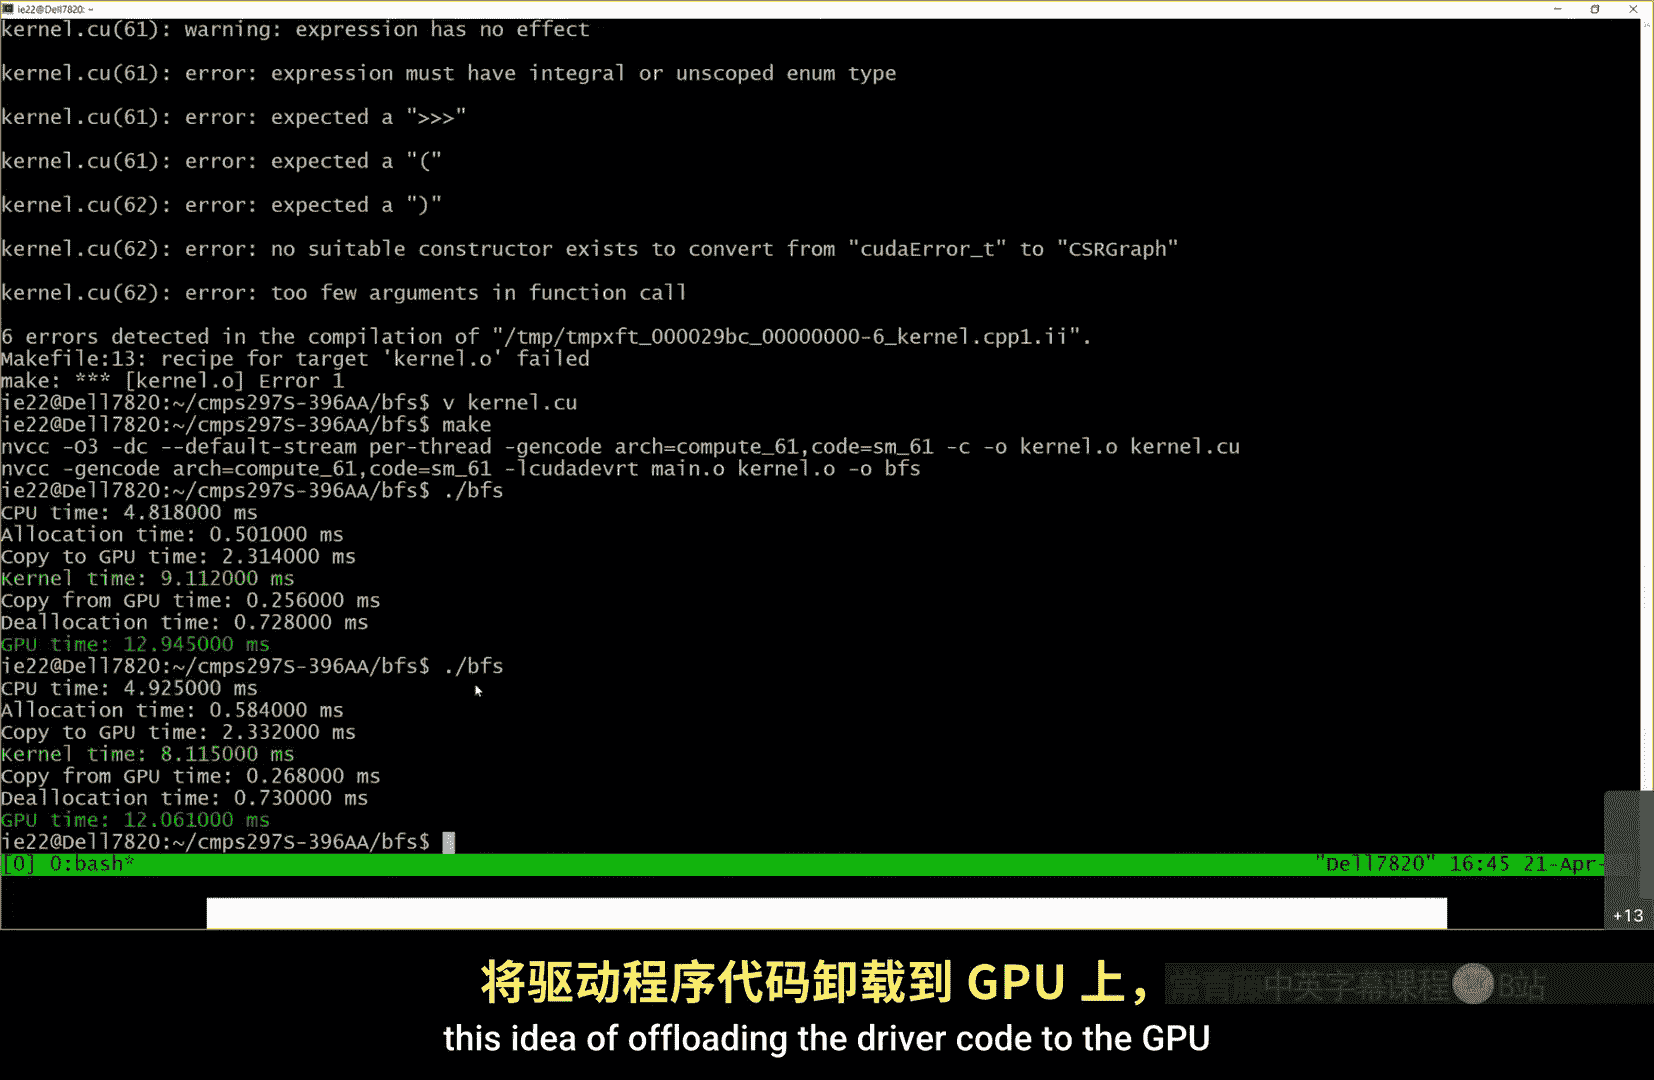 ie22@Dell7820: ~
kernel.cu(61): warning: expression has no effect
kernel.cu(61): error: expression must have integral or unscoped enum type
kernel.cu(61): error: expected a ">>>"
kernel.cu(61): error: expected a "("
kernel.cu(62): error: expected a ")"
kernel.cu(62): error: no suitable constructor exists to convert from "cudaError_t" to "CSRGraph"
kernel.cu(62): error: too few arguments in function call
6 errors detected in the compilation of "/tmp/tmpxft_000029bc_00000000-6_kernel.cpp1.ii".
Makefile:13: recipe for target 'kernel.o' failed
make: *** [kernel.o] Error 1
ie22@Dell7820:~/cmps297S-396AA/bfs$ v kernel.cu
ie22@Dell7820:~/cmps297S-396AA/bfs$ make
nvcc -O3 -dc --default-stream per-thread -gencode arch=compute_61,code=sm_61 -c -o kernel.o kernel.cu
nvcc -gencode arch=compute_61,code=sm_61 -lcudadevrt main.o kernel.o -o bfs
ie22@Dell7820:~/cmps297S-396AA/bfs$ ./bfs
CPU time: 4.818000 ms
Allocation time: 0.501000 ms
Copy to GPU time: 2.314000 ms
Kernel time: 9.112000 ms
Copy from GPU time: 0.256000 ms
Deallocation time: 0.728000 ms
GPU time: 12.945000 ms
ie22@Dell7820:~/cmps297S-396AA/bfs$ ./bfs
CPU time: 4.925000 ms
Allocation time: 0.584000 ms
Copy to GPU time: 2.332000 ms
Kernel time: 8.115000 ms
Copy from GPU time: 0.268000 ms
Deallocation time: 0.730000 ms
GPU time: 12.061000 ms
ie22@Dell7820:~/cmps297S-396AA/bfs$
[0] 0:bash* "Dell7820" 16:45 21-Apr-
+13
将驱动程序代码卸载到 GPU 上，
中英字幕课程 B站
this idea of offloading the driver code to the GPU